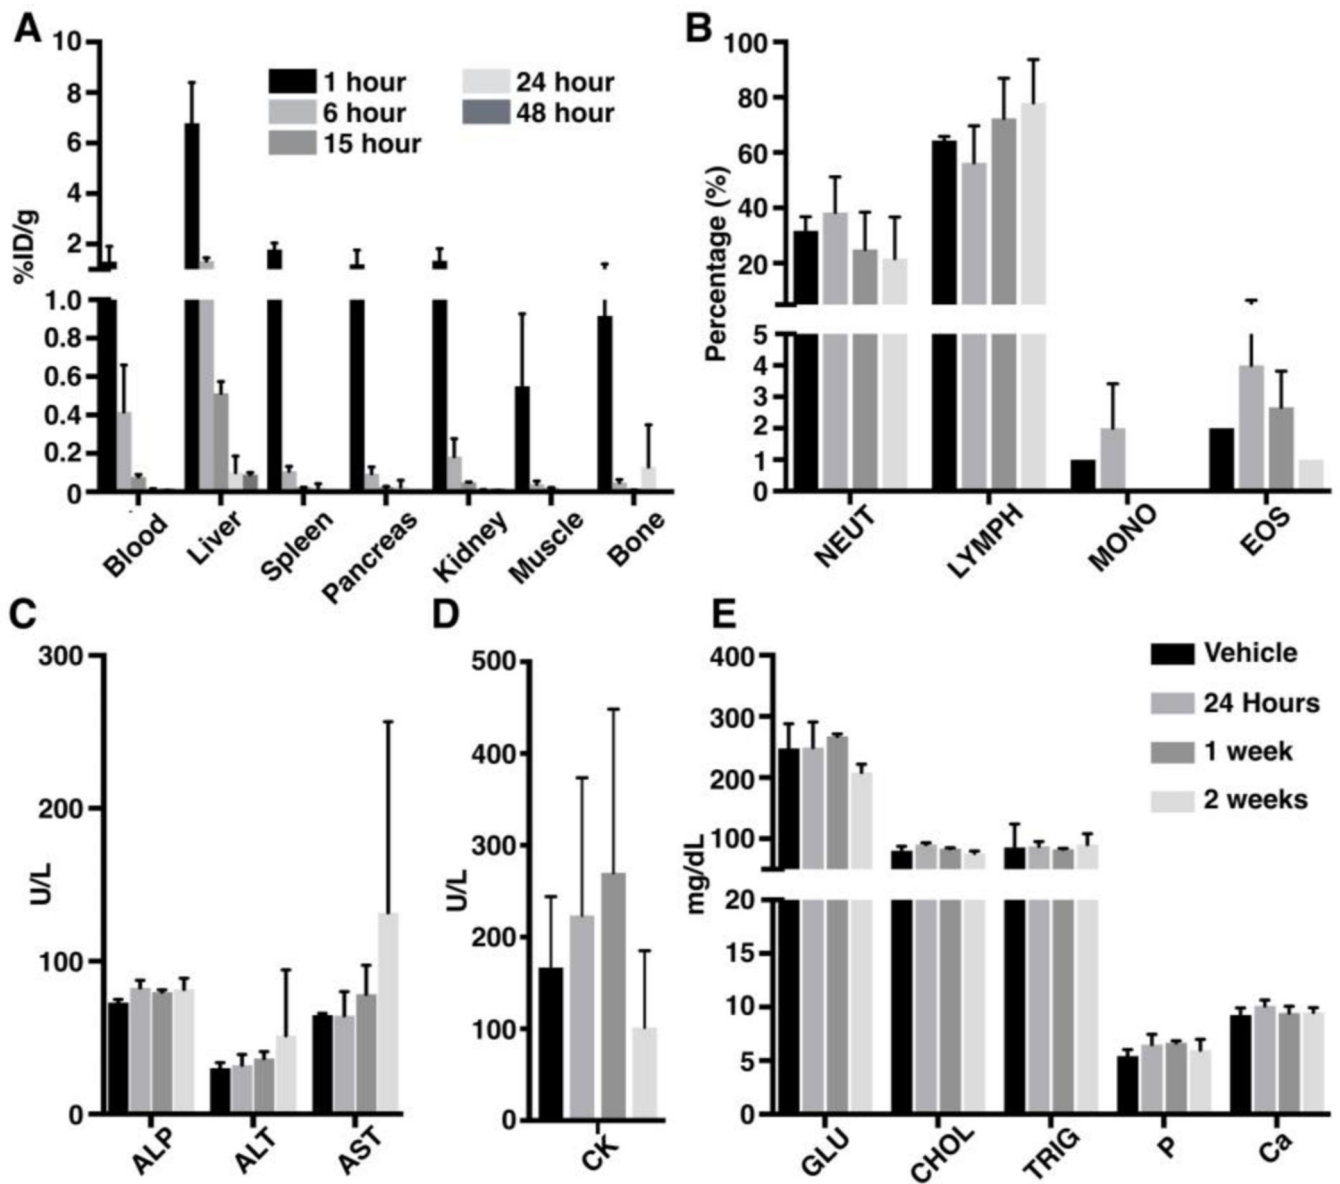 A
10
8
6
4
2
1.0
0.8
0.6
0.4
0.2
0
%ID/g
1 hour
6 hour
15 hour
24 hour
48 hour
Blood
Liver
Spleen
Pancreas
Kidney
Muscle
Bone
B
100
80
60
40
20
5
4
3
2
1
0
Percentage (%)
NEUT
LYMPH
MONO
EOS
C
300
200
100
0
U/L
ALP
ALT
AST
D
500
400
300
200
100
0
U/L
CK
E
400
300
200
100
20
15
10
5
0
mg/dL
Vehicle
24 Hours
1 week
2 weeks
GLU
CHOL
TRIG
P
Ca